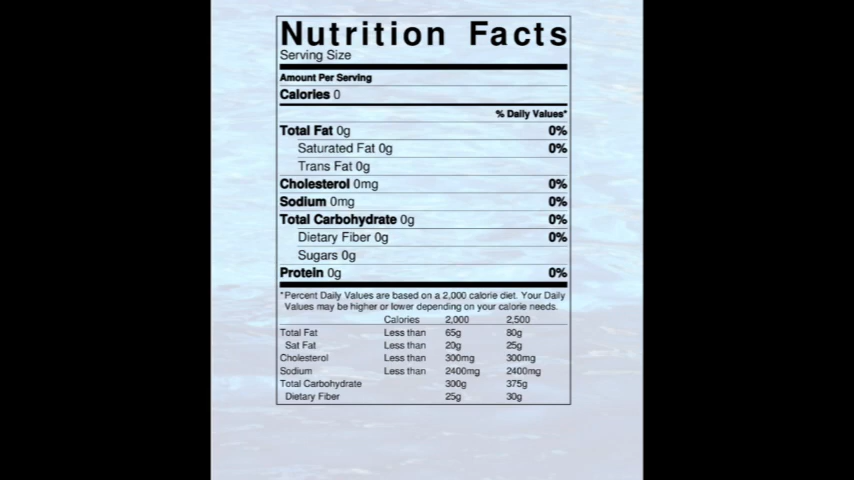 Nutrition Facts
Serving Size
Amount Per Serving
Calories 0
% Daily Values*
Total Fat 0g 0%
Saturated Fat 0g 0%
Trans Fat 0g
Cholesterol 0mg 0%
Sodium 0mg 0%
Total Carbohydrate 0g 0%
Dietary Fiber 0g 0%
Sugars 0g
Protein 0g 0%
*Percent Daily Values are based on a 2,000 calorie diet. Your Daily
Values may be higher or lower depending on your calorie needs.
Calories 2,000 2,500
Total Fat Less than 65g 80g
Sat Fat Less than 20g 25g
Cholesterol Less than 300mg 300mg
Sodium Less than 2400mg 2400mg
Total Carbohydrate 300g 375g
Dietary Fiber 25g 30g